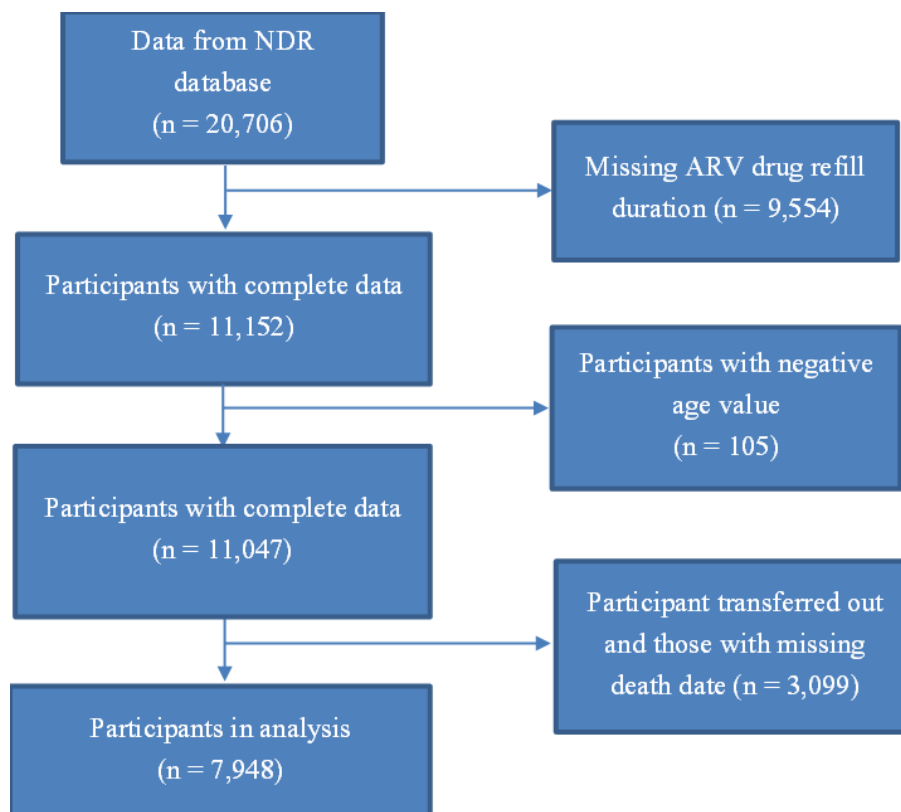 Data from NDR
database
(n = 20,706)
Missing ARV drug refill
duration (n = 9,554)
Participants with complete data
(n = 11,152)
Participants with negative
age value
(n = 105)
Participants with complete data
(n = 11,047)
Participant transferred out
and those with missing
death date (n = 3,099)
Participants in analysis
(n = 7,948)